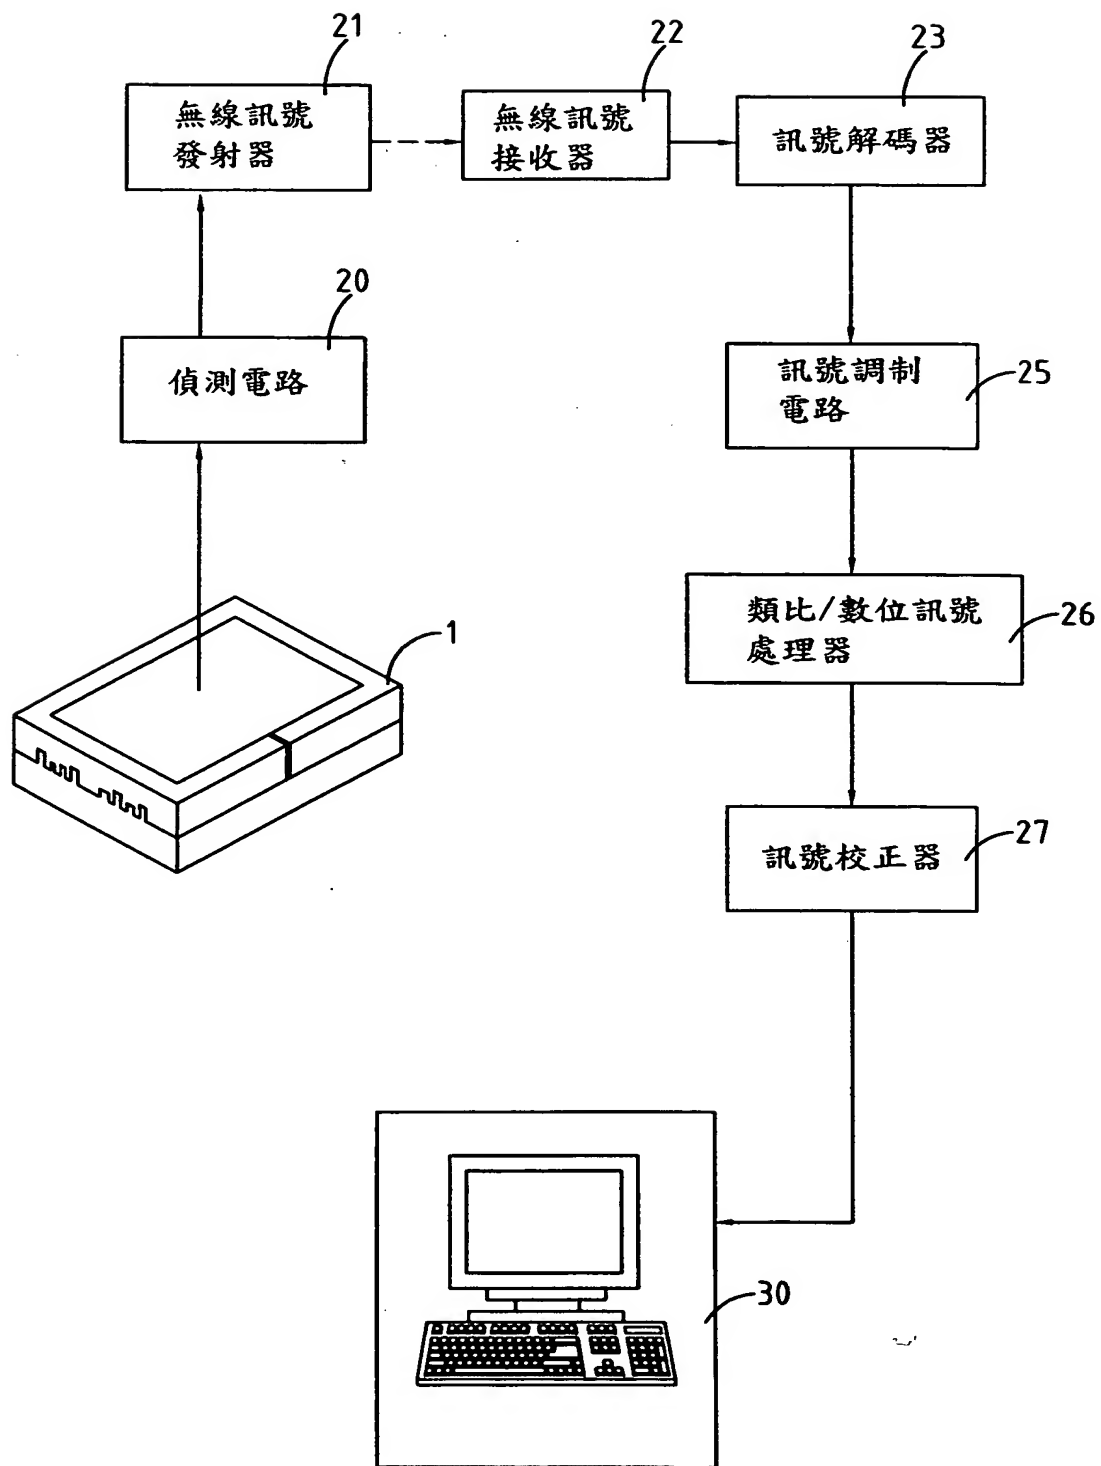 21
22
23
無線訊號
發射器
無線訊號
接收器
訊號解碼器
20
偵測電路
訊號調制
電路
25
1
類比/數位訊號
處理器
26
訊號校正器
27
30